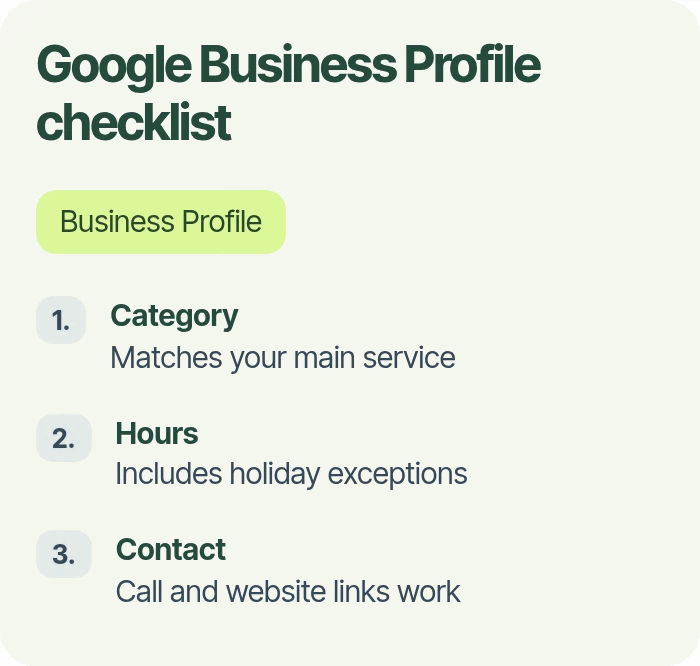 Google Business Profile
checklist
Business Profile
1.
Category
Matches your main service
2.
Hours
Includes holiday exceptions
3.
Contact
Call and website links work